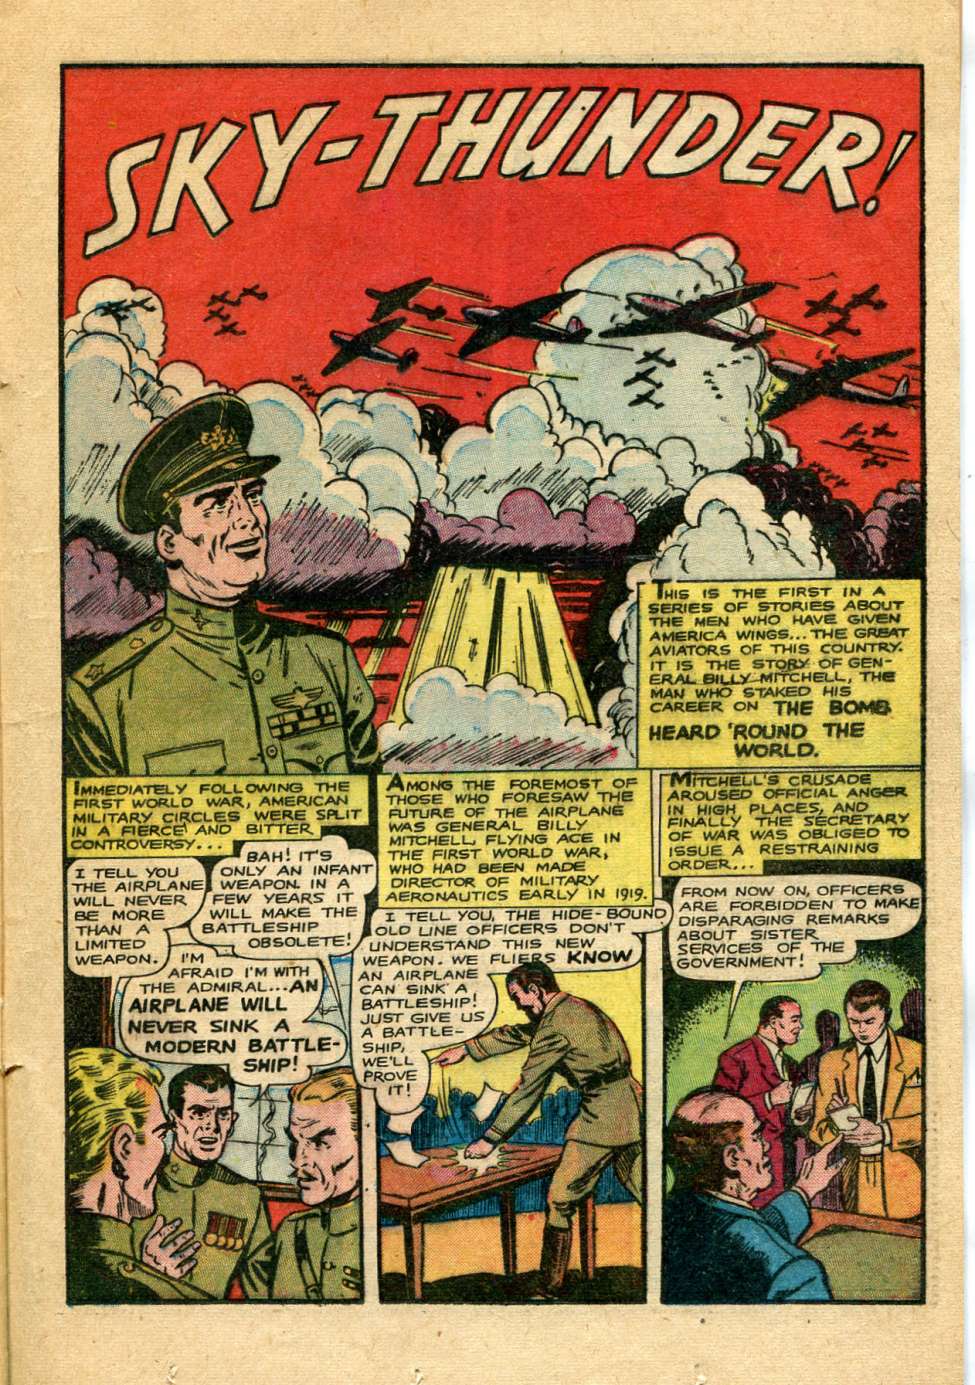 SKY-THUNDER!
THIS IS THE FIRST IN A
SERIES OF STORIES ABOUT
THE MEN WHO HAVE GIVEN
AMERICA WINGS... THE GREAT
AVIATORS OF THIS COUNTRY.
IT IS THE STORY OF GEN-
ERAL BILLY MITCHELL, THE
MAN WHO STAKED HIS
CAREER ON THE BOMB
HEARD 'ROUND THE
WORLD.
IMMEDIATELY FOLLOWING THE
FIRST WORLD WAR, AMERICAN
MILITARY CIRCLES WERE SPLIT
IN A FIERCE AND BITTER
CONTROVERSY...
I TELL YOU
THE AIRPLANE
WILL NEVER
BE MORE
THAN A
LIMITED
WEAPON.
BAH! IT'S
ONLY AN INFANT
WEAPON. IN A
FEW YEARS IT
WILL MAKE THE
BATTLESHIP
OBSOLETE!
I'M
AFRAID I'M WITH
THE ADMIRAL...AN
AIRPLANE WILL
NEVER SINK A
MODERN BATTLE-
SHIP!
AMONG THE FOREMOST OF
THOSE WHO FORESAW THE
FUTURE OF THE AIRPLANE
WAS GENERAL BILLY
MITCHELL, FLYING ACE IN
THE FIRST WORLD WAR,
WHO HAD BEEN MADE
DIRECTOR OF MILITARY
AERONAUTICS EARLY IN 1919.
I TELL YOU, THE HIDE-BOUND
OLD LINE OFFICERS DON'T
UNDERSTAND THIS NEW
WEAPON. WE FLIERS KNOW
AN AIRPLANE
CAN SINK A
BATTLESHIP!
JUST GIVE US
A BATTLE-
SHIP,
WE'LL
PROVE
IT!
MITCHELL'S CRUSADE
AROUSED OFFICIAL ANGER
IN HIGH PLACES, AND
FINALLY THE SECRETARY
OF WAR WAS OBLIGED TO
ISSUE A RESTRAINING
ORDER...
FROM NOW ON, OFFICERS
ARE FORBIDDEN TO MAKE
DISPARAGING REMARKS
ABOUT SISTER
SERVICES OF THE
GOVERNMENT!